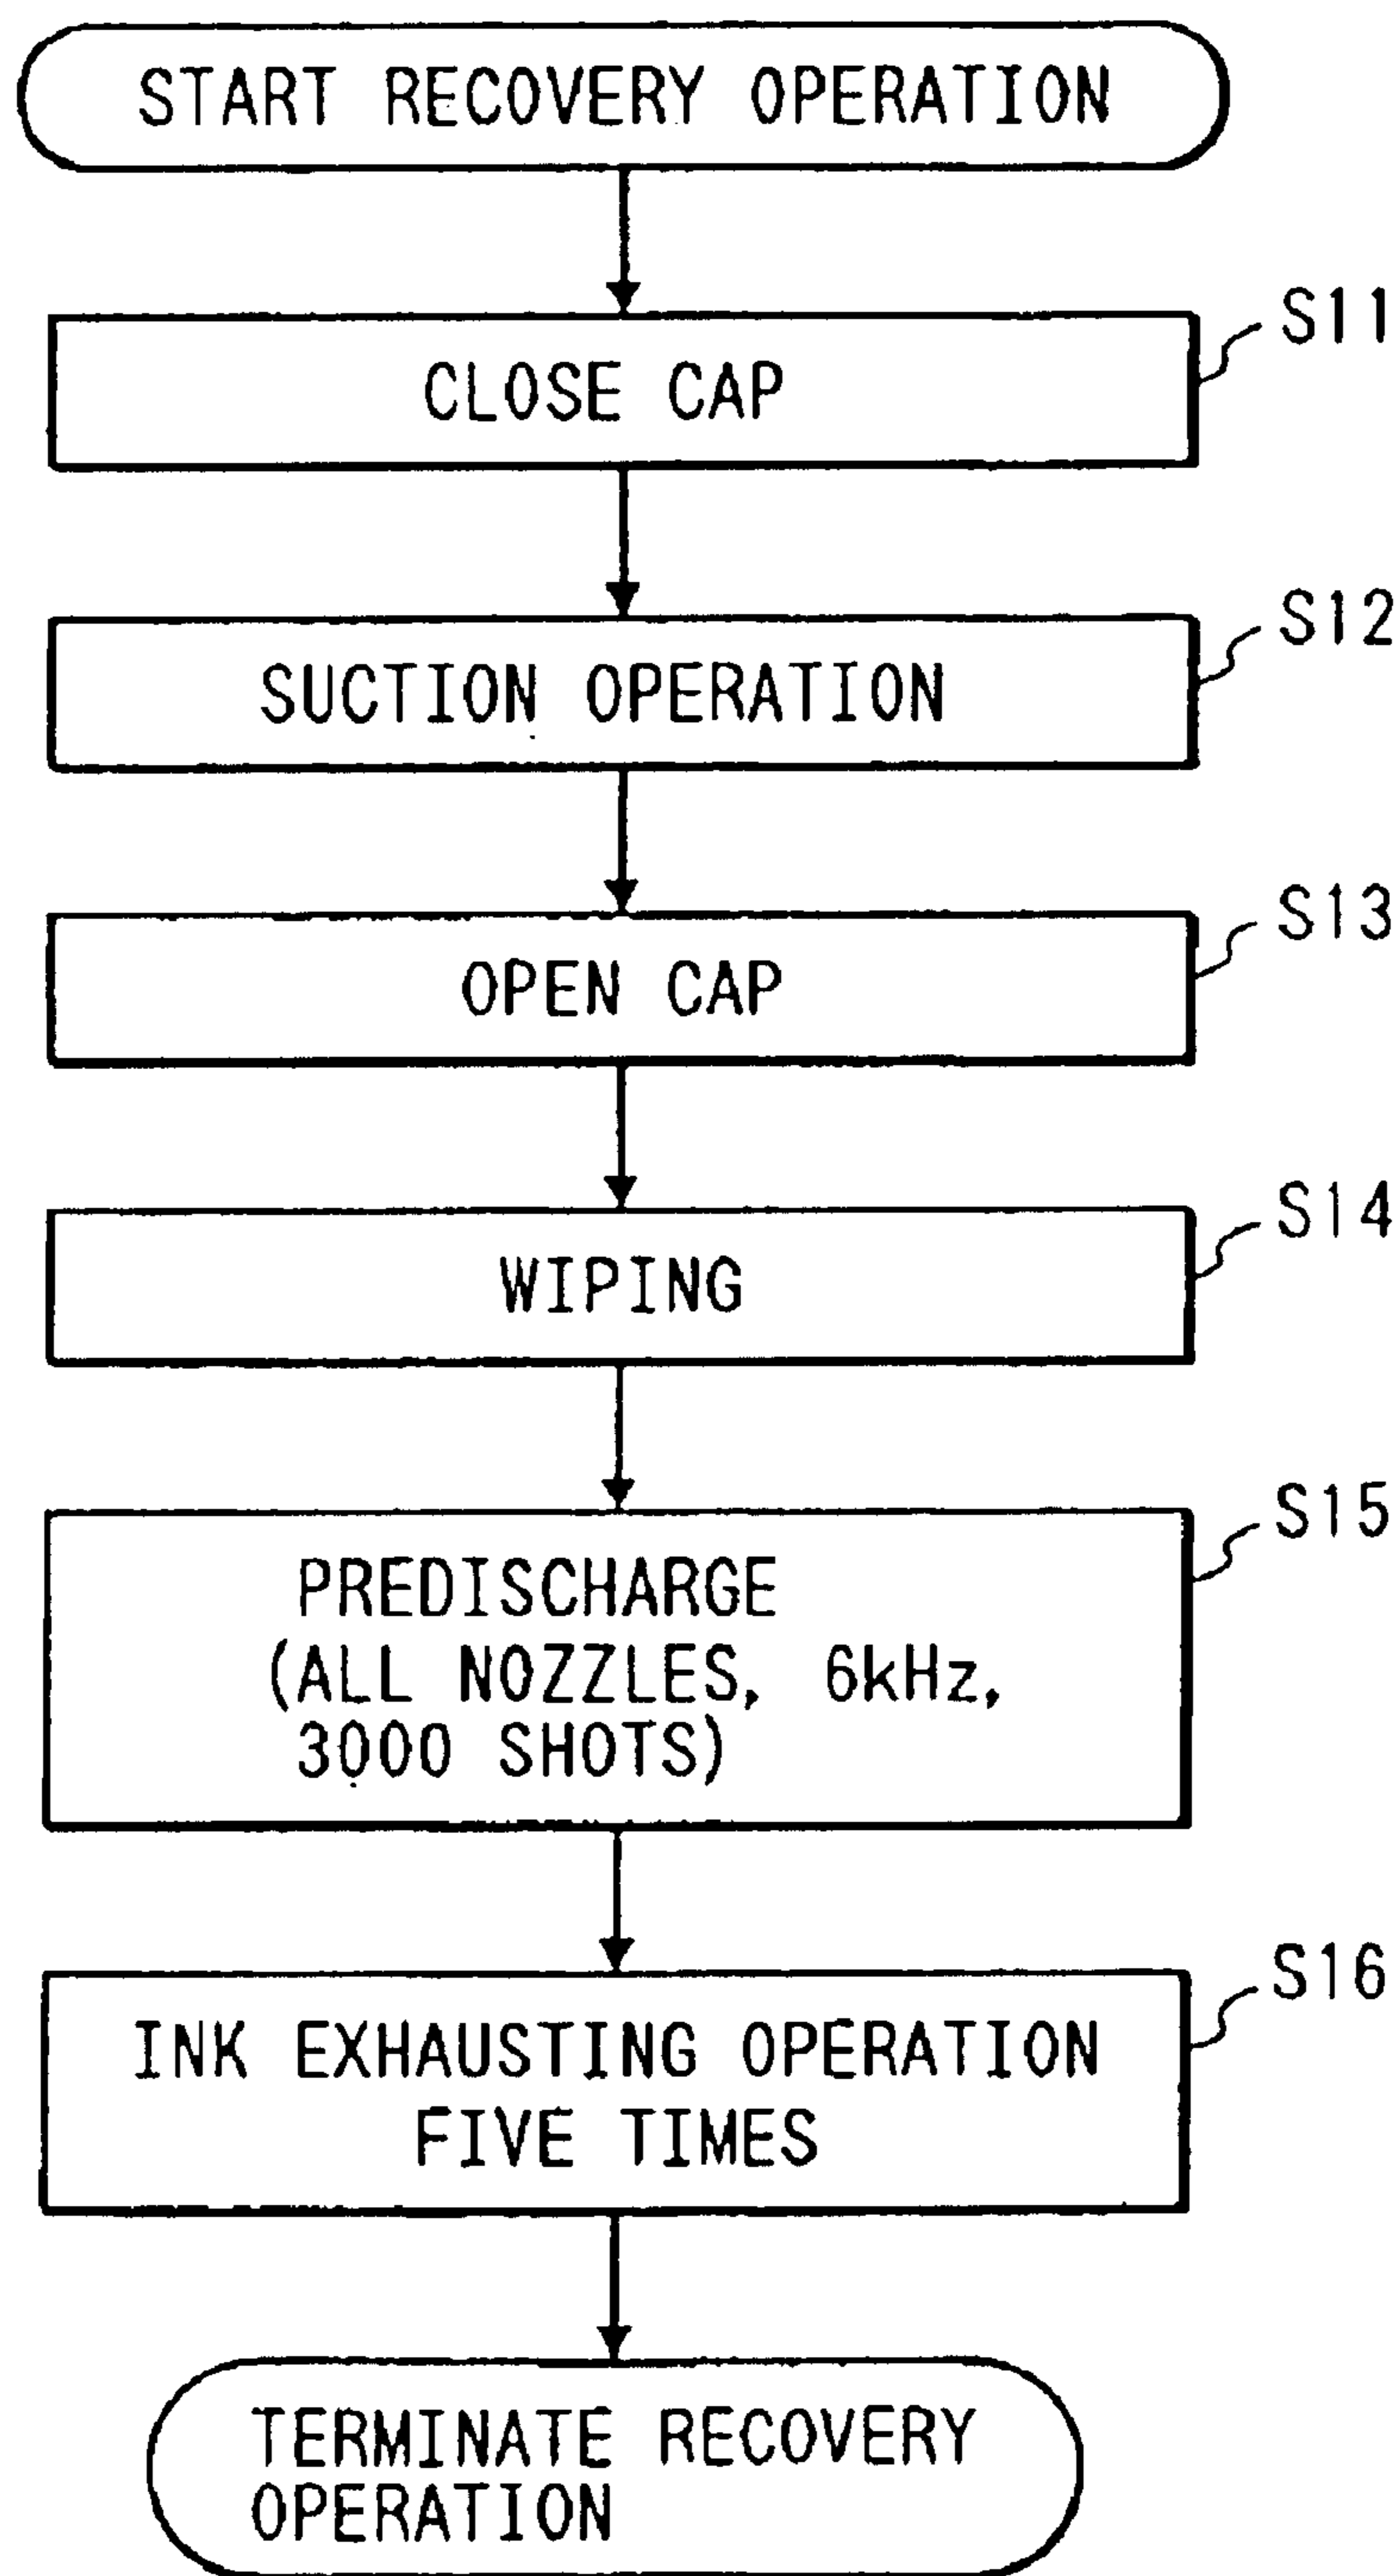 START RECOVERY OPERATION
S11
CLOSE CAP
S12
SUCTION OPERATION
S13
OPEN CAP
S14
WIPING
S15
PREDISCHARGE
(ALL NOZZLES, 6kHz,
3000 SHOTS)
S16
INK EXHAUSTING OPERATION
FIVE TIMES
TERMINATE RECOVERY
OPERATION